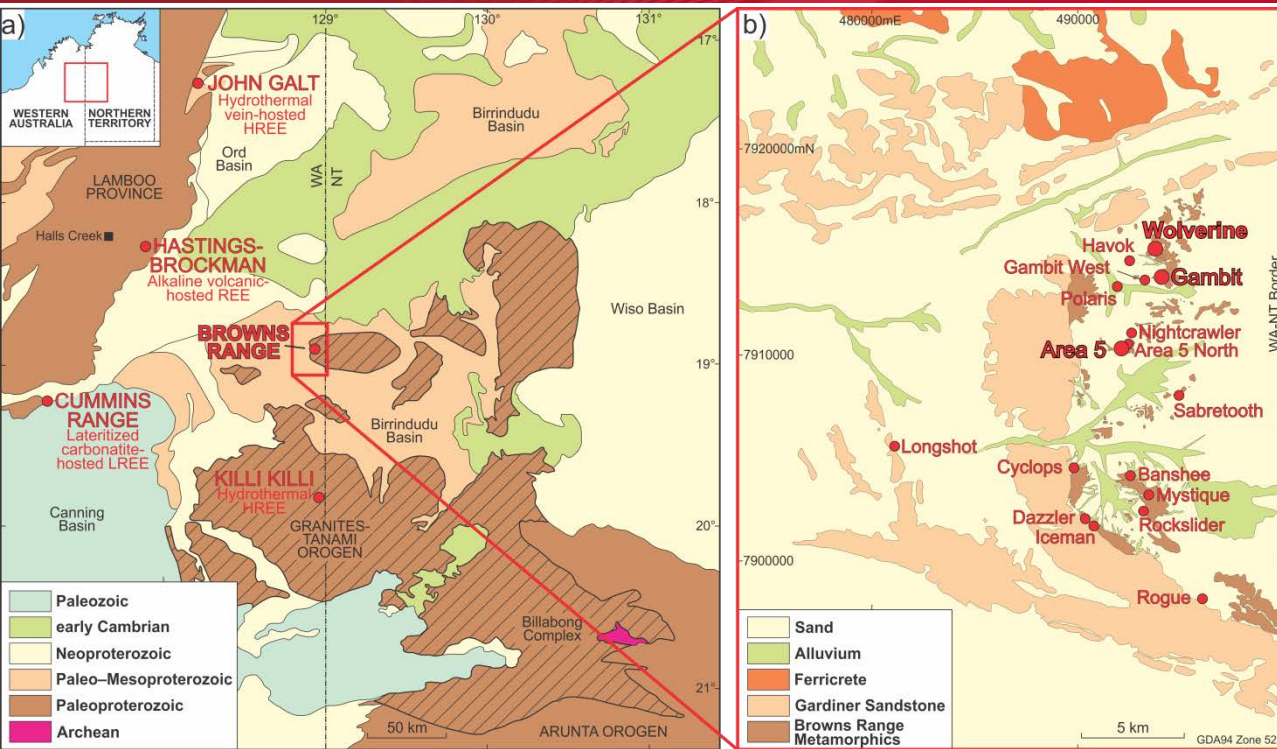 a)
129°
130°
131°
17°
WESTERN
AUSTRALIA
NORTHERN
TERRITORY
JOHN GALT
Hydrothermal
vein-hosted
HREE
Birrindudu
Basin
Ord
Basin
WA
NT
LAMBOO
PROVINCE
18°
Halls Creek
HASTINGS-
BROCKMAN
Alkaline volcanic-
hosted REE
Wiso Basin
BROWNS
RANGE
19°
CUMMINS
RANGE
Lateritized
carbonatite-
hosted LREE
Birrindudu
Basin
KILLI KILLI
Hydrothermal
HREE
Canning
Basin
GRANITES-
TANAMI
OROGEN
20°
Billabong
Complex
21°
50 km
ARUNTA OROGEN
Paleozoic
early Cambrian
Neoproterozoic
Paleo–Mesoproterozoic
Paleoproterozoic
Archean
b)
480000mE
490000
7920000mN
Wolverine
Havok
Gambit West
Gambit
Polaris
WA-NT Border
Nightcrawler
7910000
Area 5
Area 5 North
Sabretooth
Longshot
Cyclops
Banshee
Mystique
Dazzler
Rockslider
Iceman
7900000
Rogue
Sand
Alluvium
Ferricrete
Gardiner Sandstone
Browns Range
Metamorphics
5 km
GDA94 Zone 52